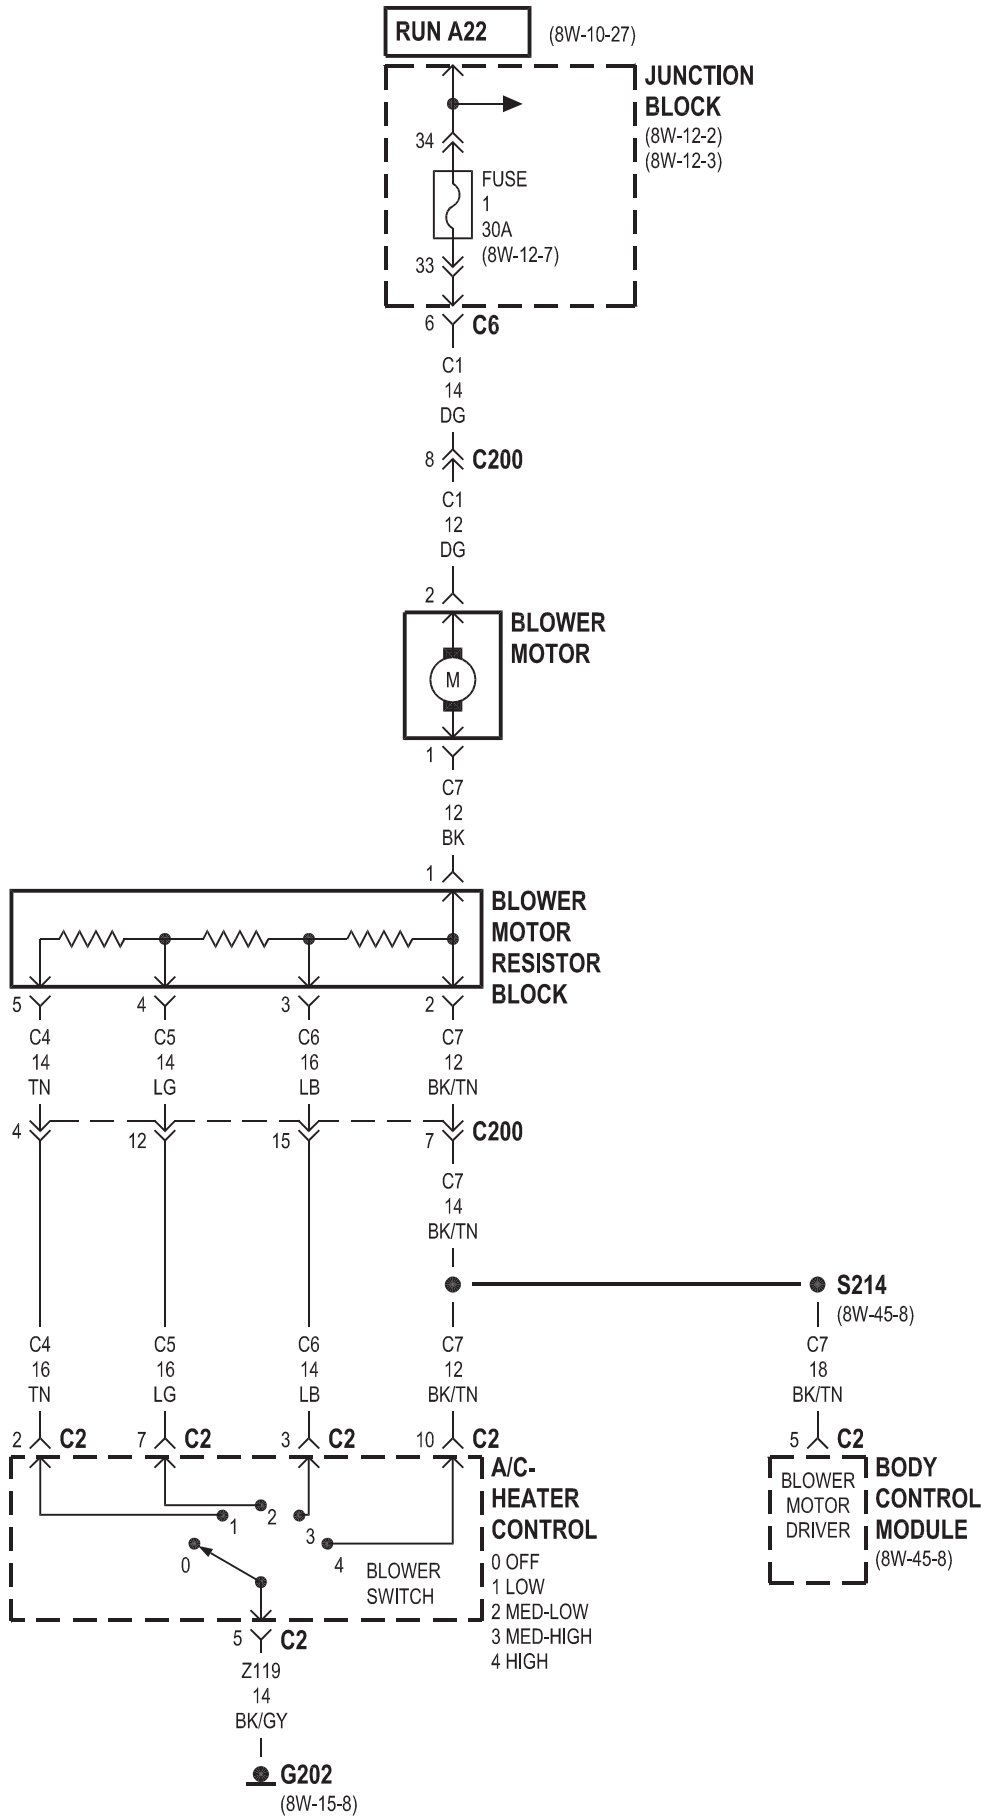 RUN A22
(8W-10-27)
JUNCTION
BLOCK
(8W-12-2)
(8W-12-3)
34
FUSE
1
30A
(8W-12-7)
33
6
C6
C1
14
DG
8
C200
C1
12
DG
2
BLOWER
MOTOR
M
1
C7
12
BK
1
BLOWER
MOTOR
RESISTOR
BLOCK
5
4
3
2
C4
14
TN
C5
14
LG
C6
16
LB
C7
12
BK/TN
4
12
15
7
C200
C7
14
BK/TN
S214
(8W-45-8)
C4
16
TN
C5
16
LG
C6
14
LB
C7
12
BK/TN
C7
18
BK/TN
2 C2
7 C2
3 C2
10 C2
5 C2
A/C-
HEATER
CONTROL
0 OFF
1 LOW
2 MED-LOW
3 MED-HIGH
4 HIGH
1
2
3
4
0
BLOWER
SWITCH
BLOWER
MOTOR
DRIVER
BODY
CONTROL
MODULE
(8W-45-8)
5 C2
Z119
14
BK/GY
G202
(8W-15-8)